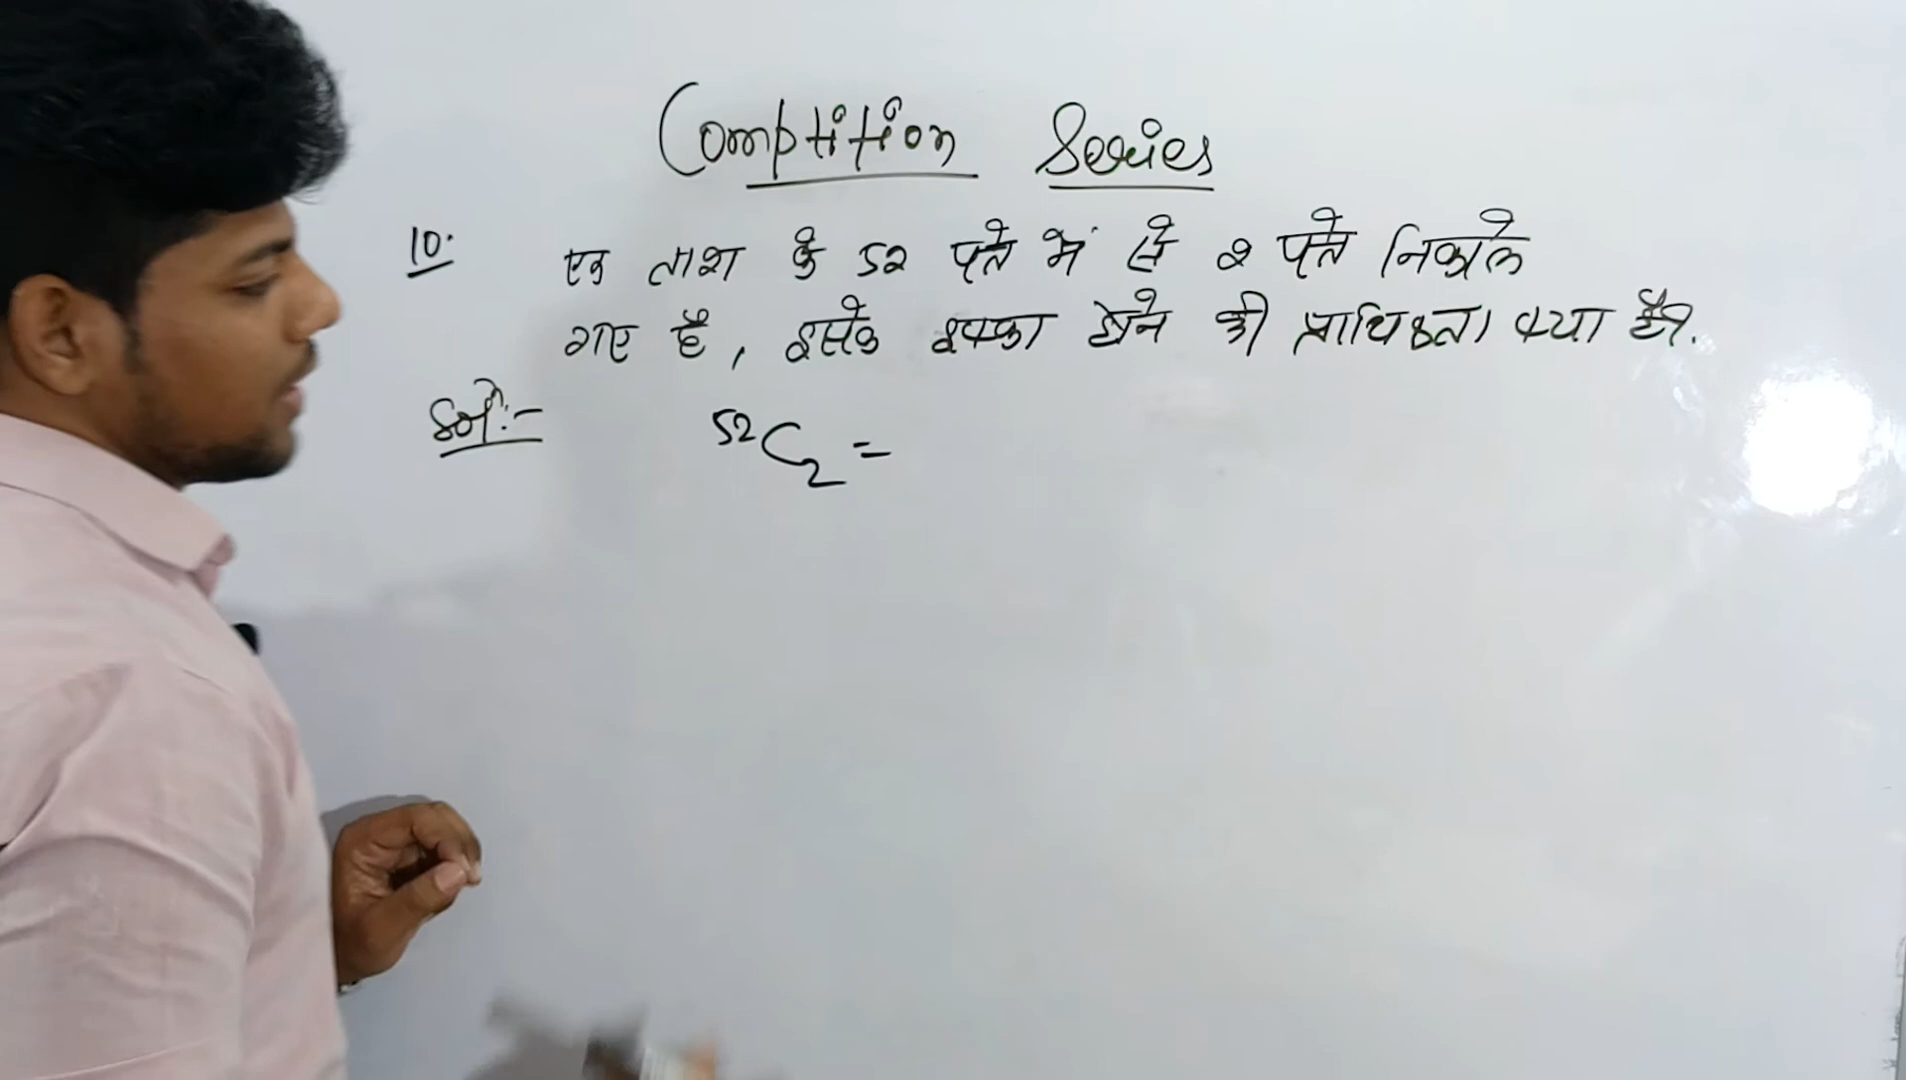 Comptition Series
10. एक ताश के 52 पत्ते में से 2 पत्ते निकाले
गए है, इसके इक्का होने की प्रायिकता क्या है?.
Sol:-
⁵²C₂ =